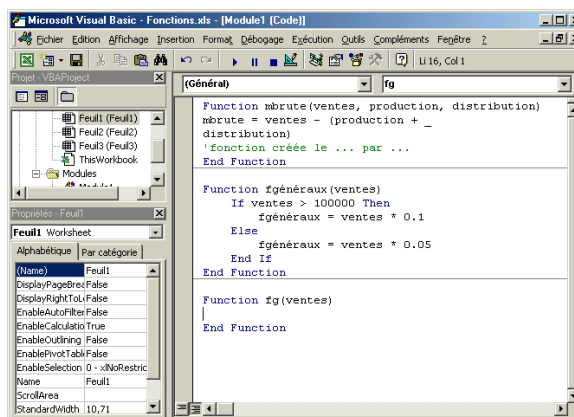 Microsoft Visual Basic - Fonctions.xls - [Module1 (Code)]
Fichier Edition Affichage Insertion Format Débogage Exécution Outils Compléments Fenêtre ?
Li 16, Col 1
Projet - VBAProject
Feuil1 (Feuil1)
Feuil2 (Feuil2)
Feuil3 (Feuil3)
ThisWorkbook
Modules
Module1
Propriétés - Feuil1
Feuil1 Worksheet
Alphabétique Par catégorie
(Name) Feuil1
DisplayPageBrea False
DisplayRightToL False
EnableAutoFilter False
EnableCalculatio True
EnableOutlining False
EnablePivotTabl False
EnableSelection 0 - xlNoRestric
Name Feuil1
ScrollArea
StandardWidth 10,71
(Général) fg
Function mbrute(ventes, production, distribution)
mbrute = ventes - (production + _
distribution)
'fonction créée le ... par ...
End Function
Function fgénéraux(ventes)
If ventes > 100000 Then
fgénéraux = ventes * 0.1
Else
fgénéraux = ventes * 0.05
End If
End Function
Function fg(ventes)
End Function